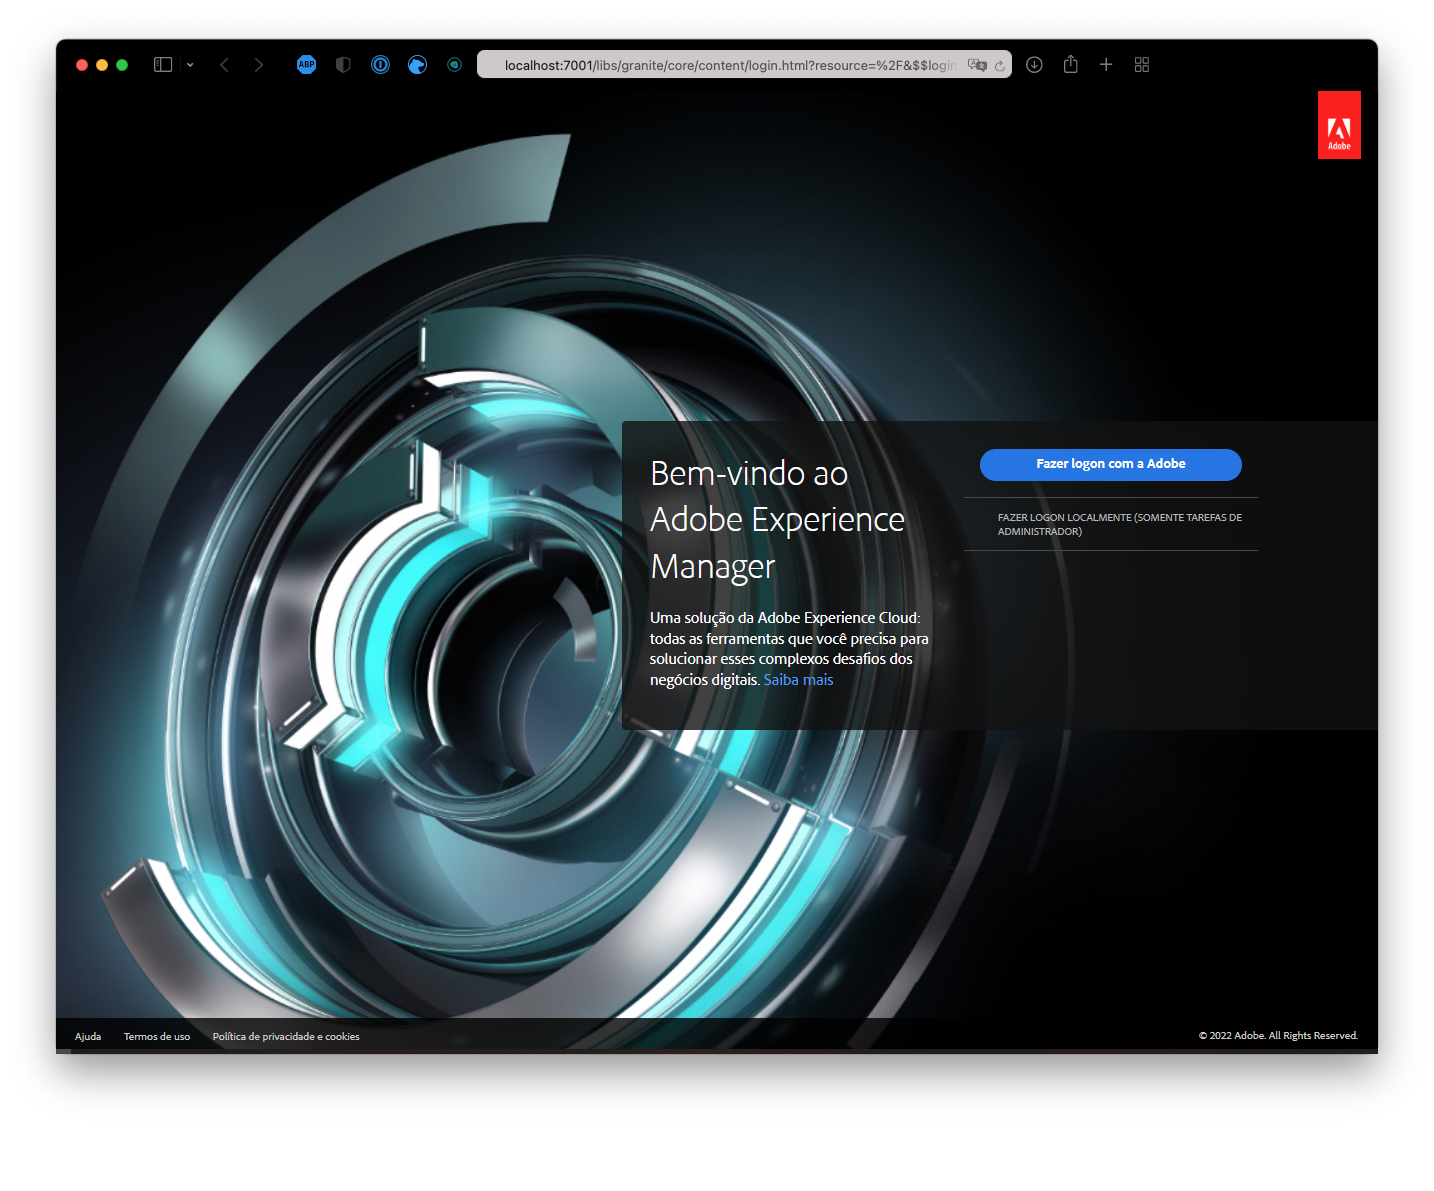 ABP
localhost:7001/libs/granite/core/content/login.html?resource=%2F&$$login
Adobe
Bem-vindo ao
Adobe Experience
Manager
Uma solução da Adobe Experience Cloud:
todas as ferramentas que você precisa para
solucionar esses complexos desafios dos
negócios digitais. Saiba mais
Fazer logon com a Adobe
FAZER LOGON LOCALMENTE (SOMENTE TAREFAS DE
ADMINISTRADOR)
Ajuda Termos de uso Política de privacidade e cookies
© 2022 Adobe. All Rights Reserved.